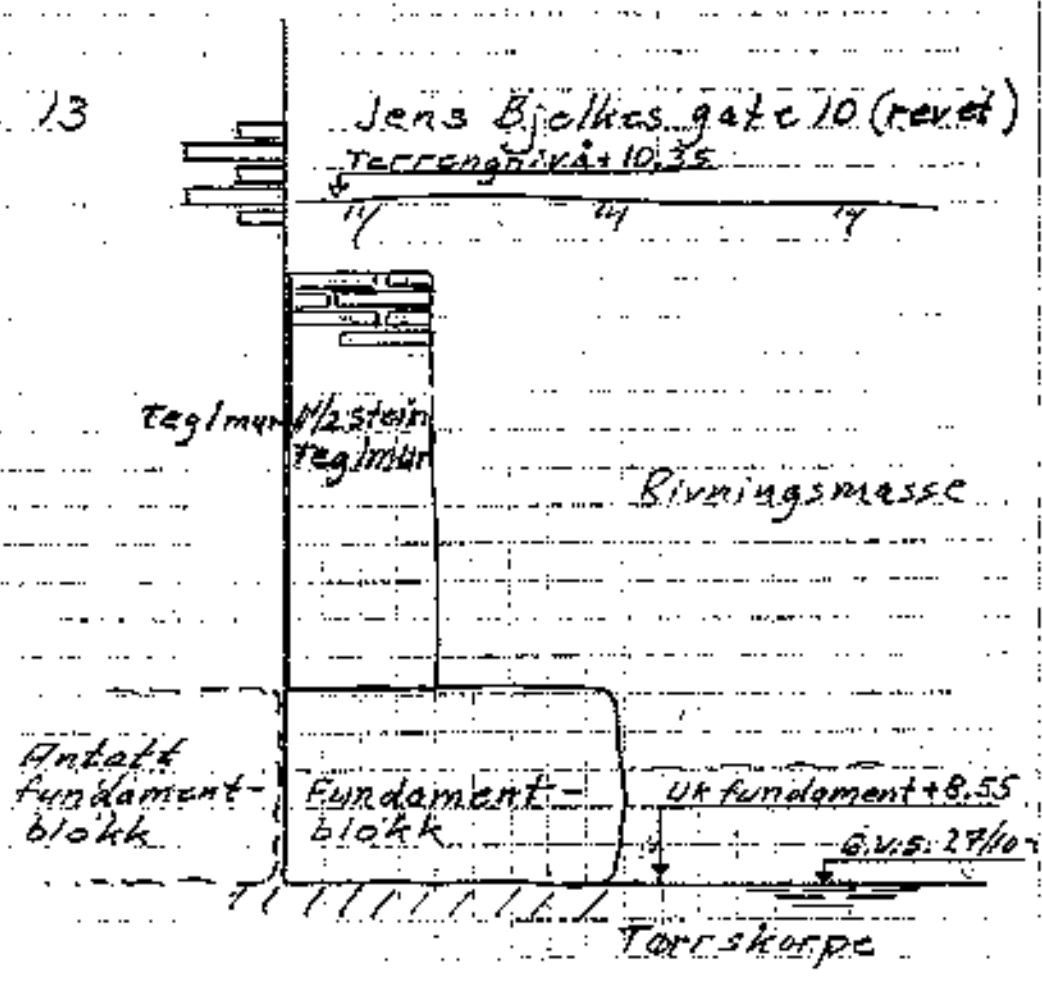 13
Jens Bjelkes gate 10 (revet)
Terrengnivå + 10,35
Teglmur
1/2 stein
teglmur
Rivningsmasse
Antatt
fundament-
blokk
Fundament-
blokk
UK fundament + 8.55
G.V.S. 27/10-
Tørrskorpe